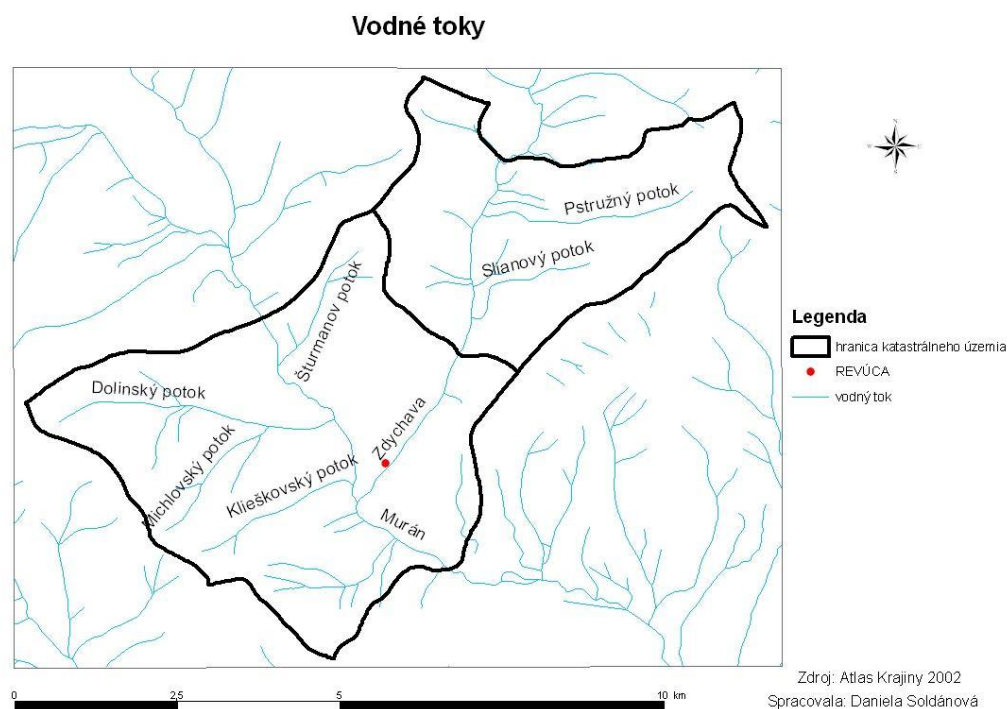 Vodné toky
Pstružný potok
Slianový potok
Šturmanov potok
Dolinský potok
Zdychava
Michlovský potok
Klieškovský potok
Muráň
Legenda
hranica katastrálneho územia
REVÚCA
vodný tok
0 2,5 5 10 km
Zdroj: Atlas Krajiny 2002
Spracovala: Daniela Soldánová